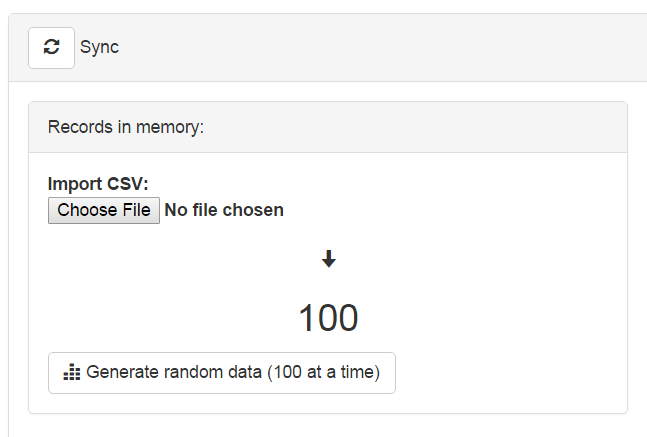 Sync
Records in memory:
Import CSV:
Choose File No file chosen
100
Generate random data (100 at a time)